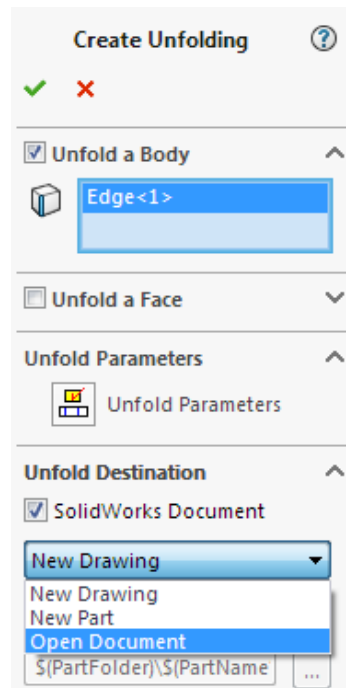 Create Unfolding
?
Unfold a Body
Edge<1>
Unfold a Face
Unfold Parameters
Unfold Parameters
Unfold Destination
SolidWorks Document
New Drawing
New Drawing
New Part
Open Document
$(PartFolder)\$(PartName ...